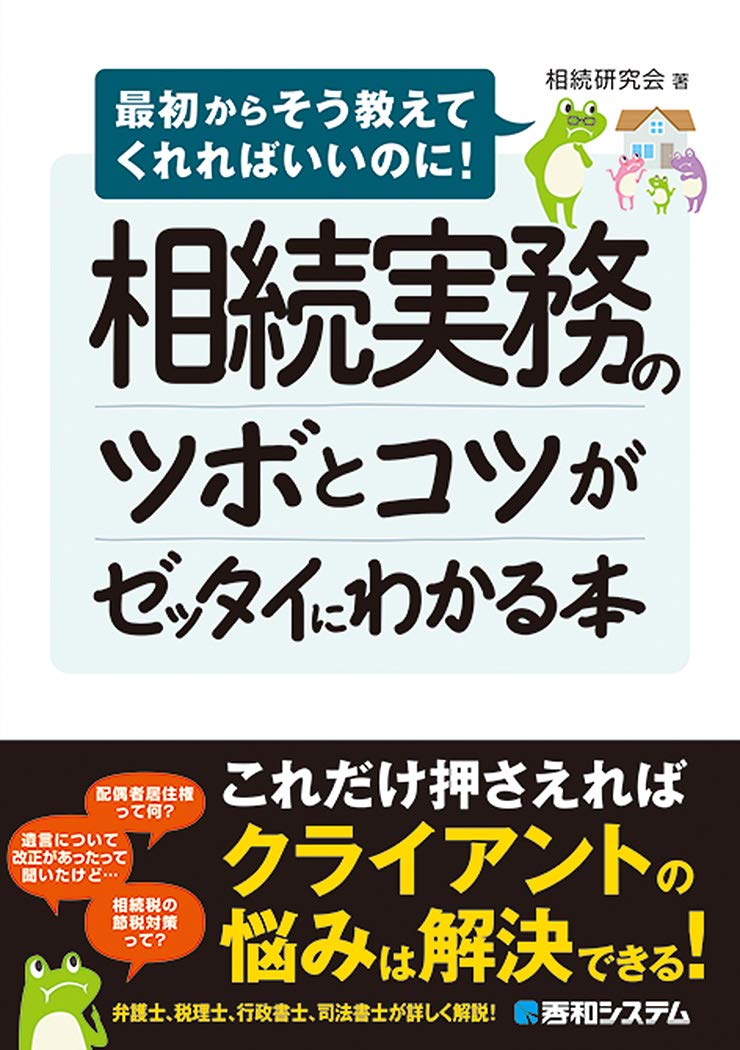 相続研究会 著
最初からそう教えて
くれればいいのに!
相続実務の
ツボとコツが
ゼッタイにわかる本
配偶者居住権
って何?
遺言について
改正があったって
聞いたけど…
相続税の
節税対策
って?
これだけ押さえれば
クライアントの
悩みは解決できる!
弁護士、税理士、行政書士、司法書士が詳しく解説!
秀和システム